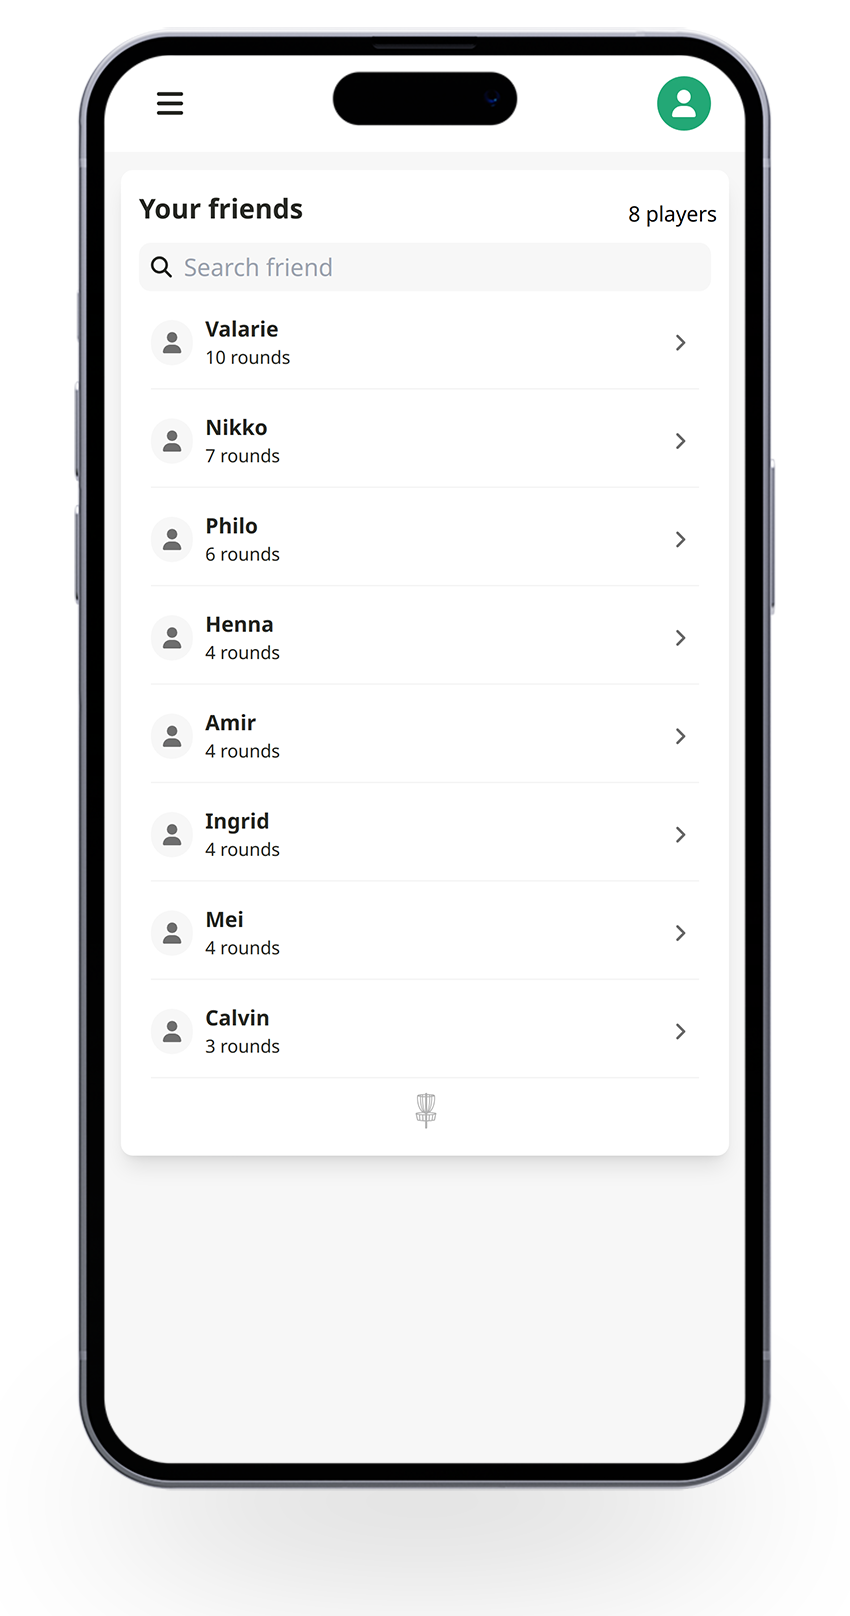 Your friends
8 players
Search friend
Valarie
10 rounds
Nikko
7 rounds
Philo
6 rounds
Henna
4 rounds
Amir
4 rounds
Ingrid
4 rounds
Mei
4 rounds
Calvin
3 rounds